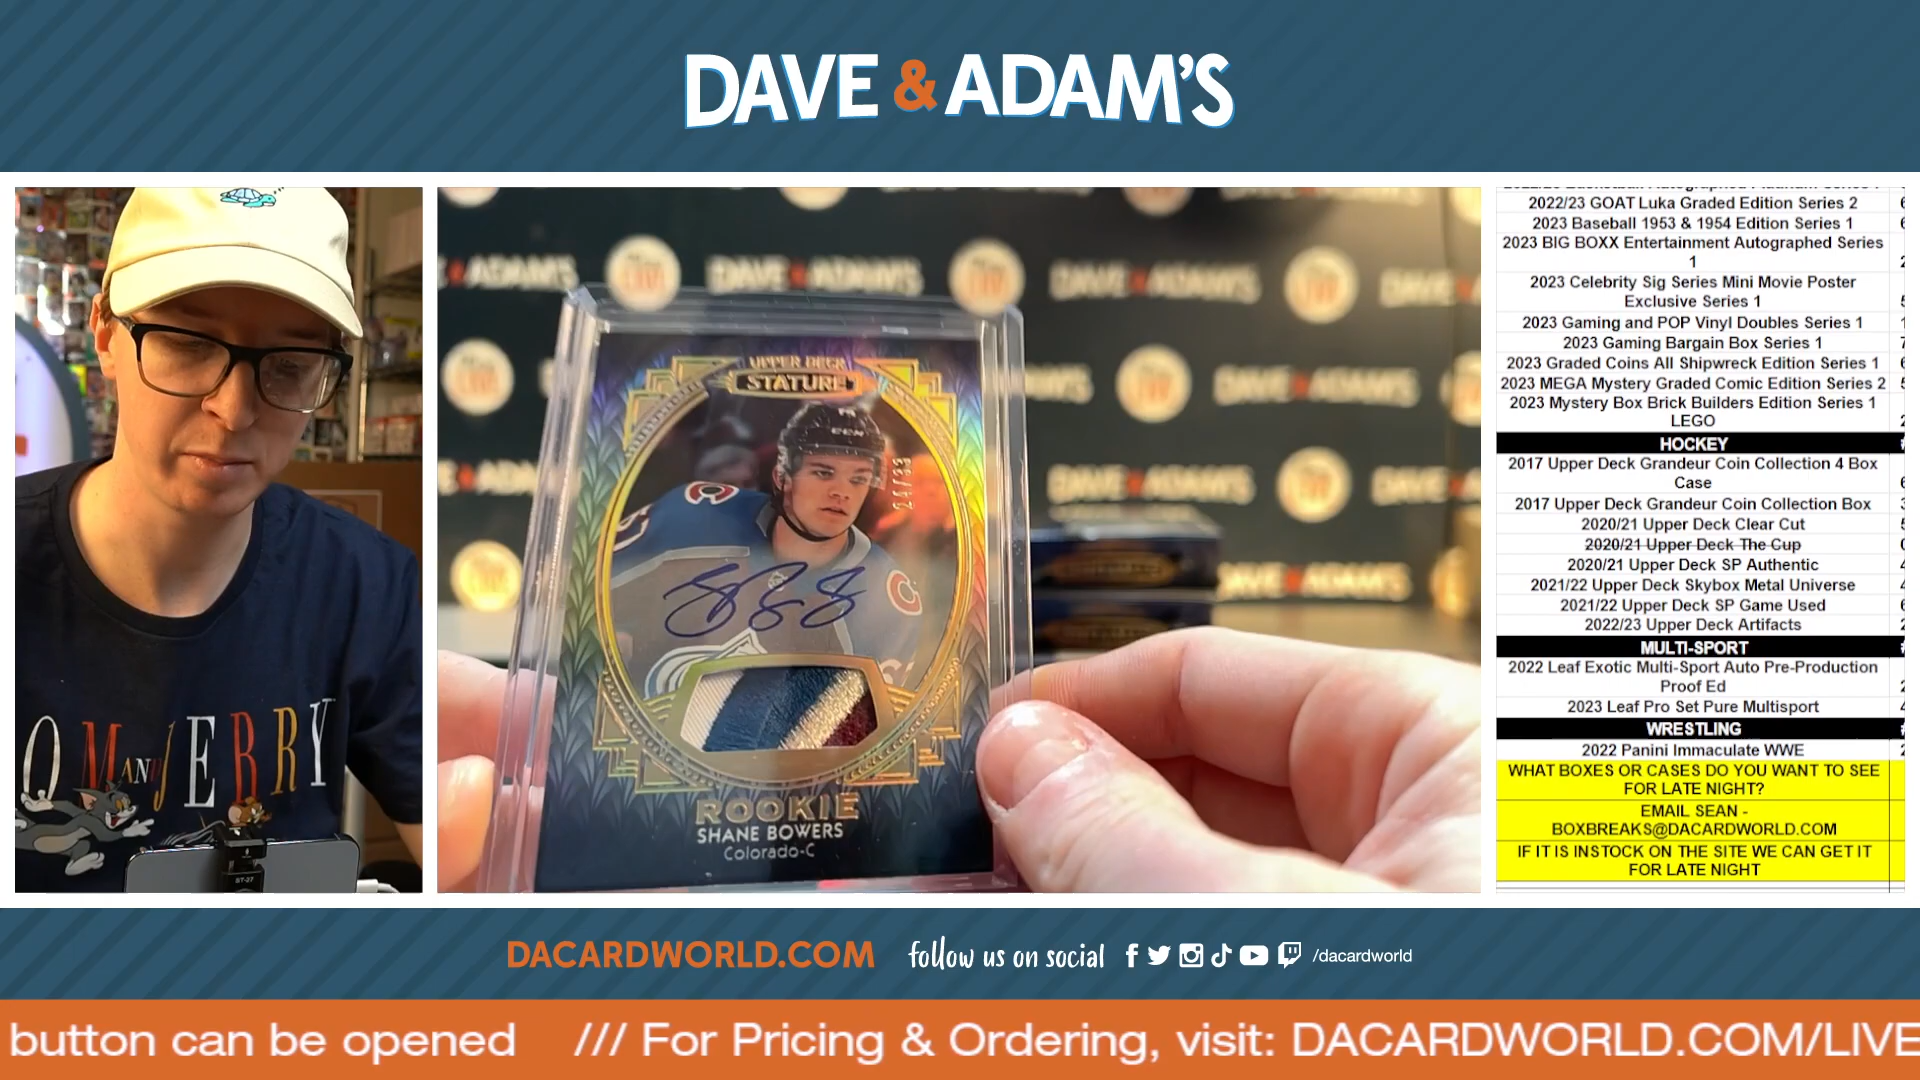 DAVE & ADAM'S
OM AND JERRY
BT-27
DAVE & ADAM'S
UPPER DECK
STATURE
CCM
24/33
ROOKIE
SHANE BOWERS
Colorado-C
2022/23 GOAT Luka Graded Edition Series 2
2023 Baseball 1953 & 1954 Edition Series 1
2023 BIG BOXX Entertainment Autographed Series
1
2023 Celebrity Sig Series Mini Movie Poster
Exclusive Series 1
2023 Gaming and POP Vinyl Doubles Series 1
2023 Gaming Bargain Box Series 1
2023 Graded Coins All Shipwreck Edition Series 1
2023 MEGA Mystery Graded Comic Edition Series 2
2023 Mystery Box Brick Builders Edition Series 1
LEGO
HOCKEY
2017 Upper Deck Grandeur Coin Collection 4 Box
Case
2017 Upper Deck Grandeur Coin Collection Box
2020/21 Upper Deck Clear Cut
2020/21 Upper Deck The Cup
2020/21 Upper Deck SP Authentic
2021/22 Upper Deck Skybox Metal Universe
2021/22 Upper Deck SP Game Used
2022/23 Upper Deck Artifacts
MULTI-SPORT
2022 Leaf Exotic Multi-Sport Auto Pre-Production
Proof Ed
2023 Leaf Pro Set Pure Multisport
WRESTLING
2022 Panini Immaculate WWE
WHAT BOXES OR CASES DO YOU WANT TO SEE
FOR LATE NIGHT?
EMAIL SEAN -
BOXBREAKS@DACARDWORLD.COM
IF IT IS INSTOCK ON THE SITE WE CAN GET IT
FOR LATE NIGHT
DACARDWORLD.COM follow us on social /dacardworld
button can be opened /// For Pricing & Ordering, visit: DACARDWORLD.COM/LIVE